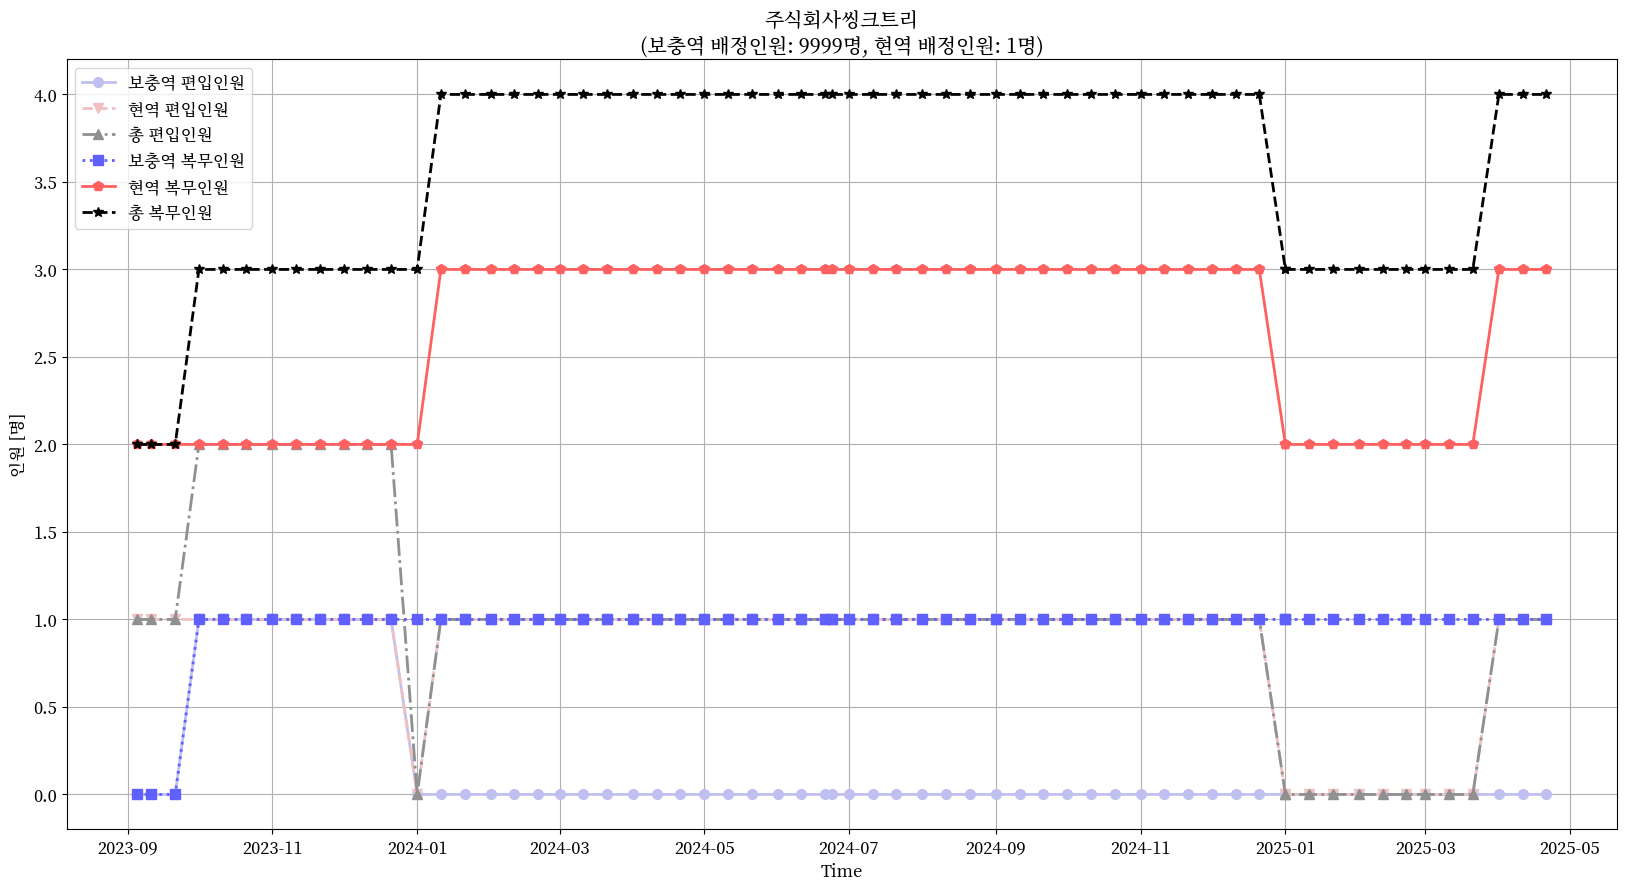 주식회사씽크트리
(보충역 배정인원: 9999명, 현역 배정인원: 1명)
보충역 편입인원
현역 편입인원
총 편입인원
보충역 복무인원
현역 복무인원
총 복무인원
인원 [명]
4.0
3.5
3.0
2.5
2.0
1.5
1.0
0.5
0.0
2023-09
2023-11
2024-01
2024-03
2024-05
2024-07
2024-09
2024-11
2025-01
2025-03
2025-05
Time